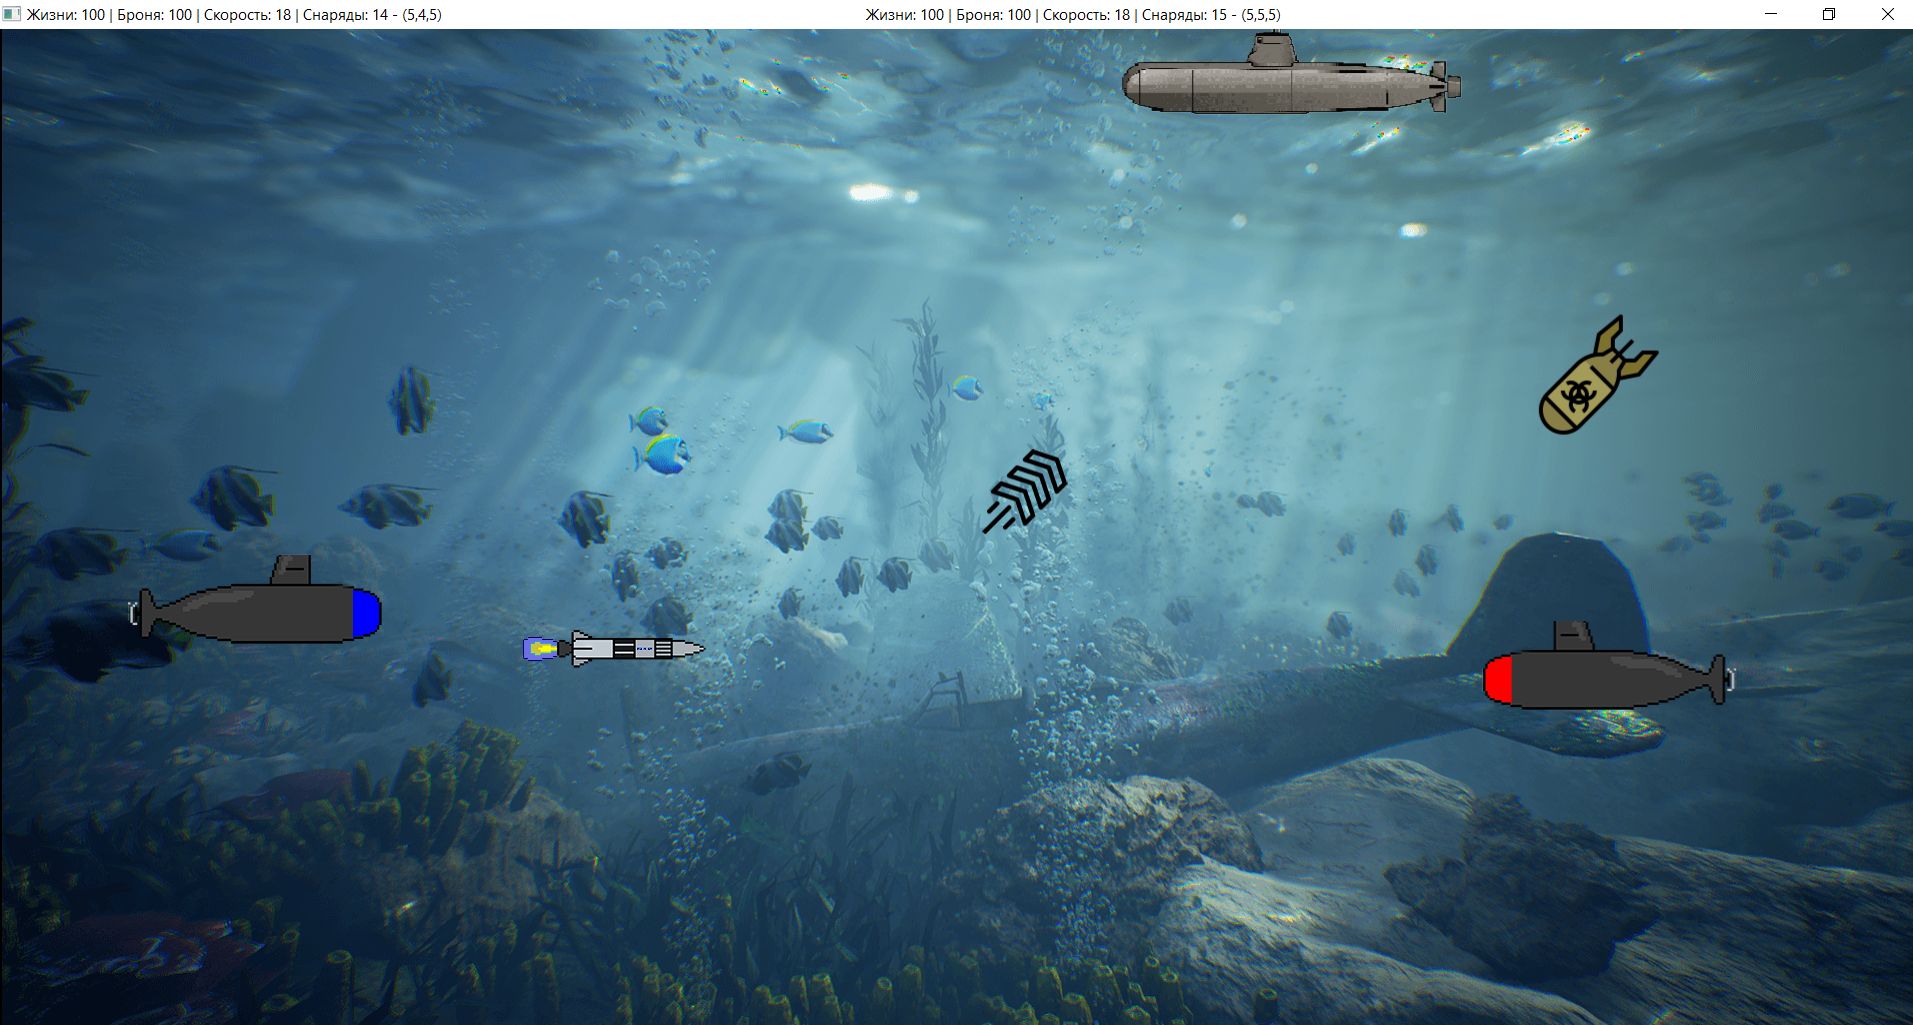 Жизни: 100 | Броня: 100 | Скорость: 18 | Снаряды: 14 - (5,4,5)
Жизни: 100 | Броня: 100 | Скорость: 18 | Снаряды: 15 - (5,5,5)